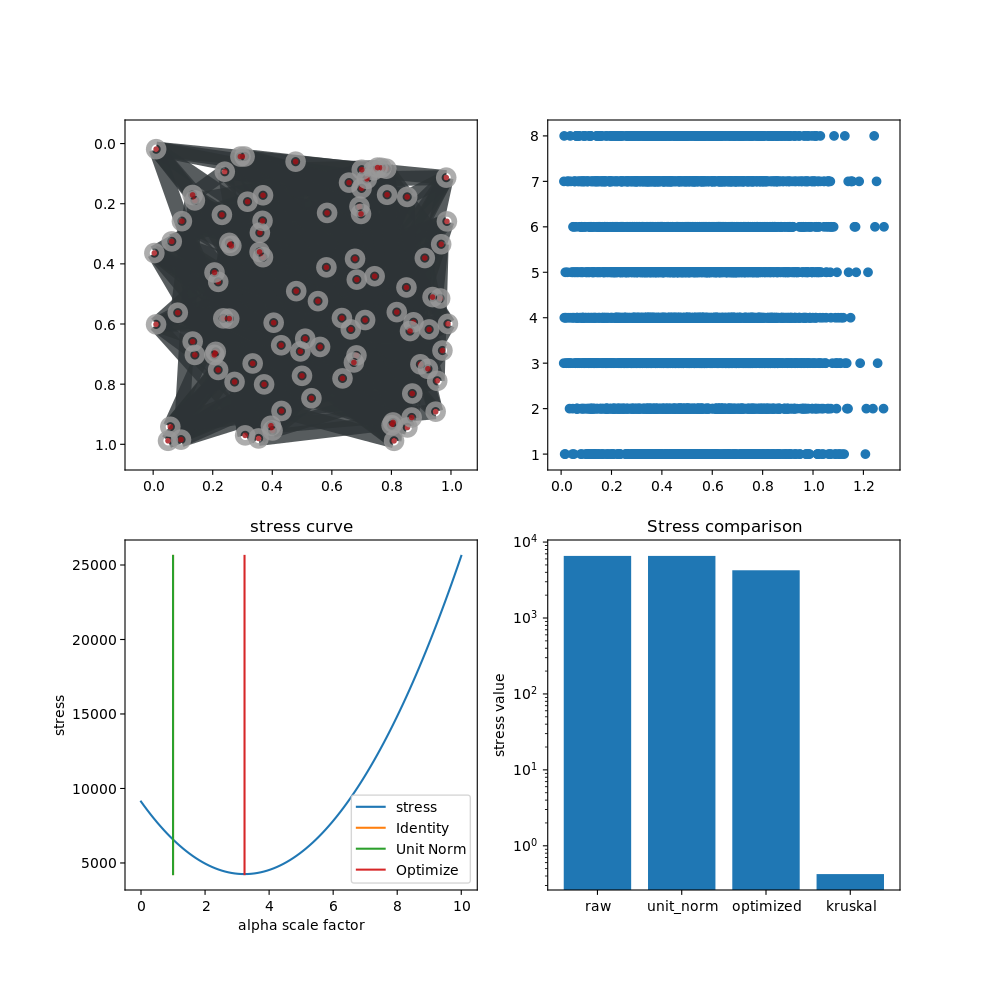 0.0
0.2
0.4
0.6
0.8
1.0
0.0 0.2 0.4 0.6 0.8 1.0
8
7
6
5
4
3
2
1
0.0 0.2 0.4 0.6 0.8 1.0 1.2
stress curve
stress
25000
20000
15000
10000
5000
0 2 4 6 8 10
alpha scale factor
stress
Identity
Unit Norm
Optimize
Stress comparison
stress value
10^4
10^3
10^2
10^1
10^0
raw unit_norm optimized kruskal